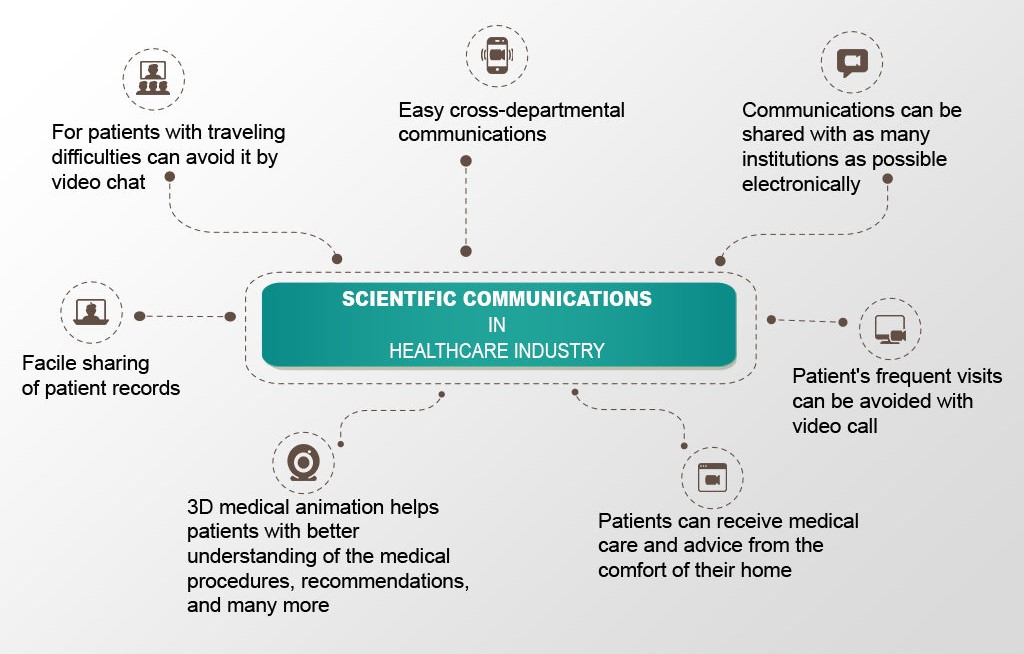 For patients with traveling
difficulties can avoid it by
video chat
Easy cross-departmental
communications
Communications can be
shared with as many
institutions as possible
electronically
SCIENTIFIC COMMUNICATIONS
IN
HEALTHCARE INDUSTRY
Facile sharing
of patient records
Patient's frequent visits
can be avoided with
video call
3D medical animation helps
patients with better
understanding of the medical
procedures, recommendations,
and many more
Patients can receive medical
care and advice from the
comfort of their home